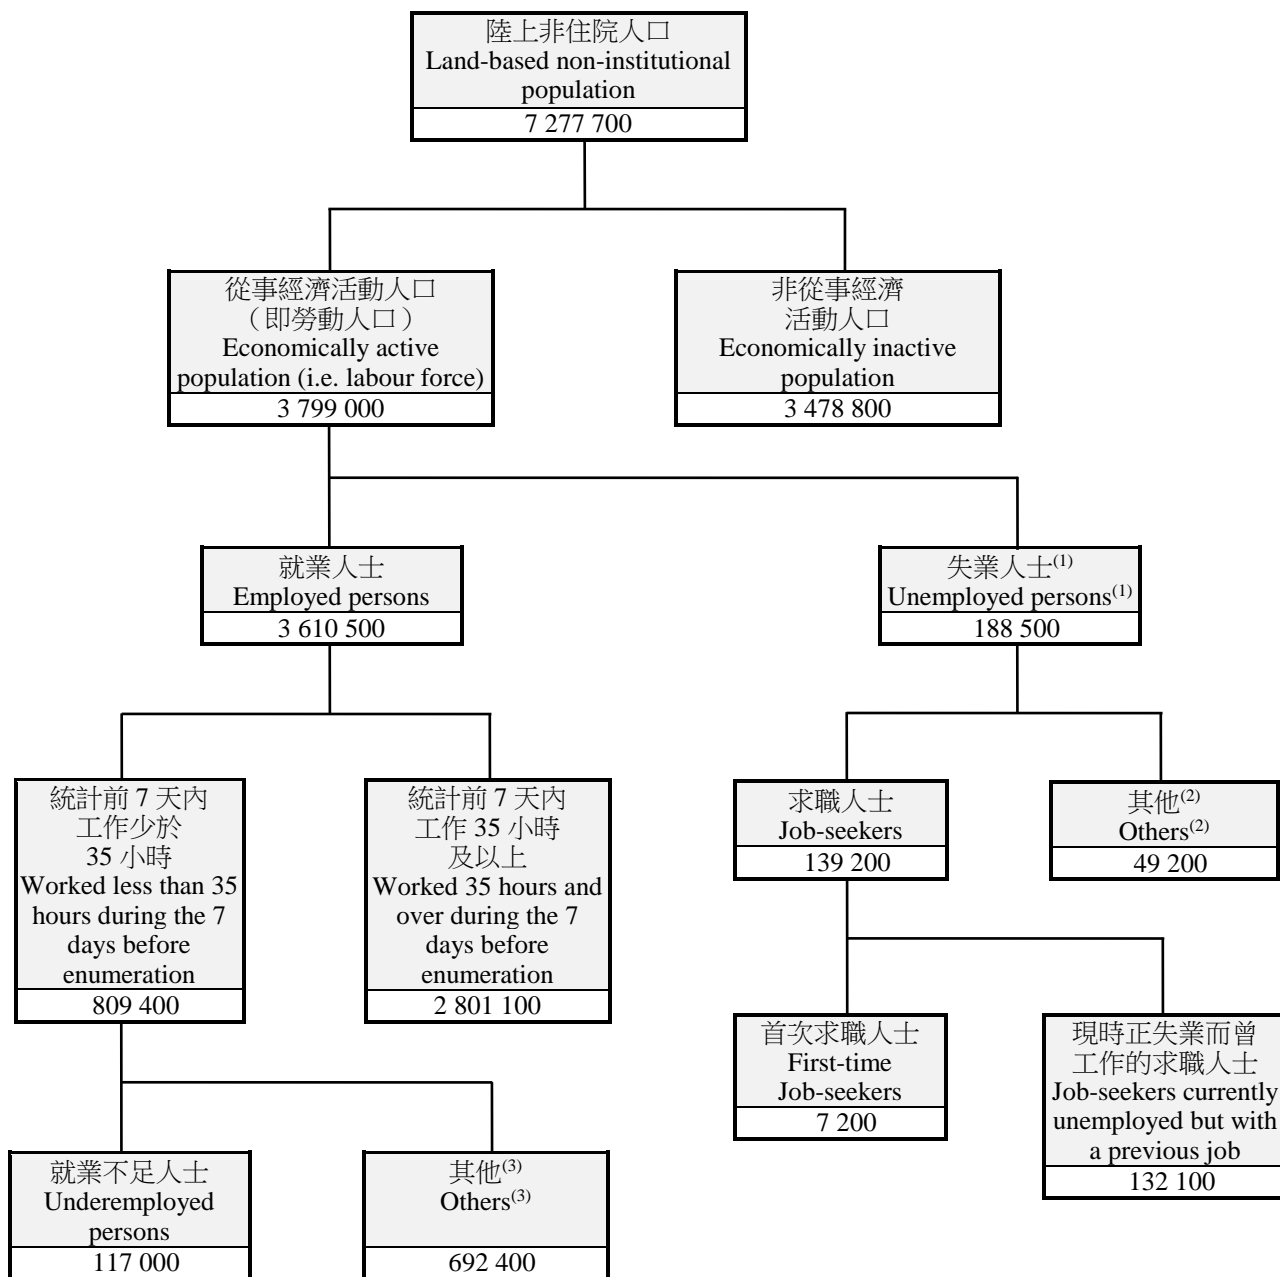 陸上非住院人口
Land-based non-institutional
population
7 277 700
從事經濟活動人口
（即勞動人口）
Economically active
population (i.e. labour force)
3 799 000
非從事經濟
活動人口
Economically inactive
population
3 478 800
就業人士
Employed persons
3 610 500
失業人士(1)
Unemployed persons(1)
188 500
統計前 7 天內
工作少於
35 小時
Worked less than 35
hours during the 7
days before
enumeration
809 400
統計前 7 天內
工作 35 小時
及以上
Worked 35 hours and
over during the 7
days before
enumeration
2 801 100
求職人士
Job-seekers
139 200
其他(2)
Others(2)
49 200
首次求職人士
First-time
Job-seekers
7 200
現時正失業而曾
工作的求職人士
Job-seekers currently
unemployed but with
a previous job
132 100
就業不足人士
Underemployed
persons
117 000
其他(3)
Others(3)
692 400